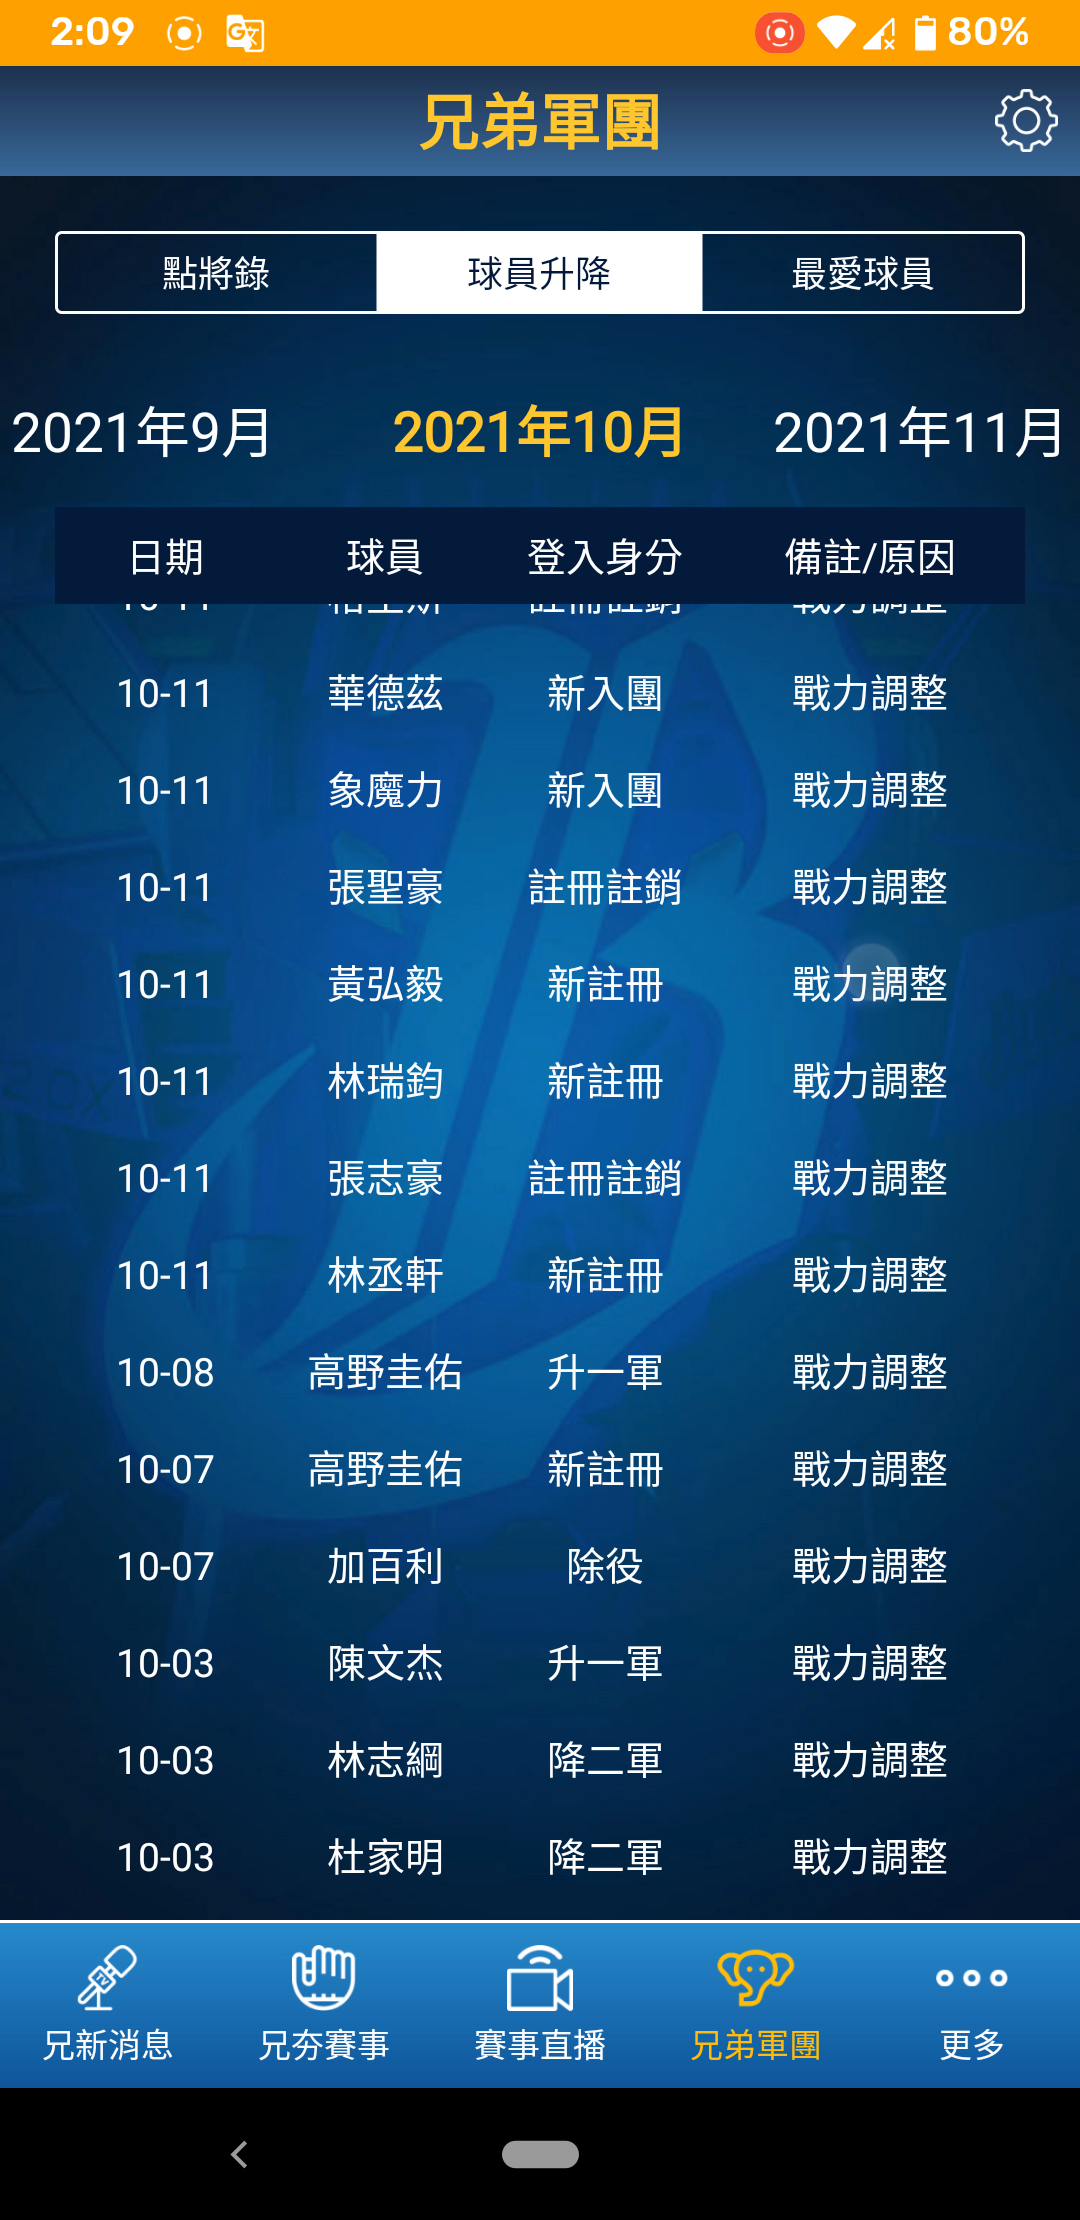 2:09
80%
兄弟軍團
點將錄 球員升降 最愛球員
2021年9月 2021年10月 2021年11月
日期 球員 登入身分 備註/原因
10-11 註冊註銷 戰力調整
10-11 華德茲 新入團 戰力調整
10-11 象魔力 新入團 戰力調整
10-11 張聖豪 註冊註銷 戰力調整
10-11 黃弘毅 新註冊 戰力調整
10-11 林瑞鈞 新註冊 戰力調整
10-11 張志豪 註冊註銷 戰力調整
10-11 林丞軒 新註冊 戰力調整
10-08 高野圭佑 升一軍 戰力調整
10-07 高野圭佑 新註冊 戰力調整
10-07 加百利 除役 戰力調整
10-03 陳文杰 升一軍 戰力調整
10-03 林志綱 降二軍 戰力調整
10-03 杜家明 降二軍 戰力調整
兄新消息 兄夯賽事 賽事直播 兄弟軍團 更多